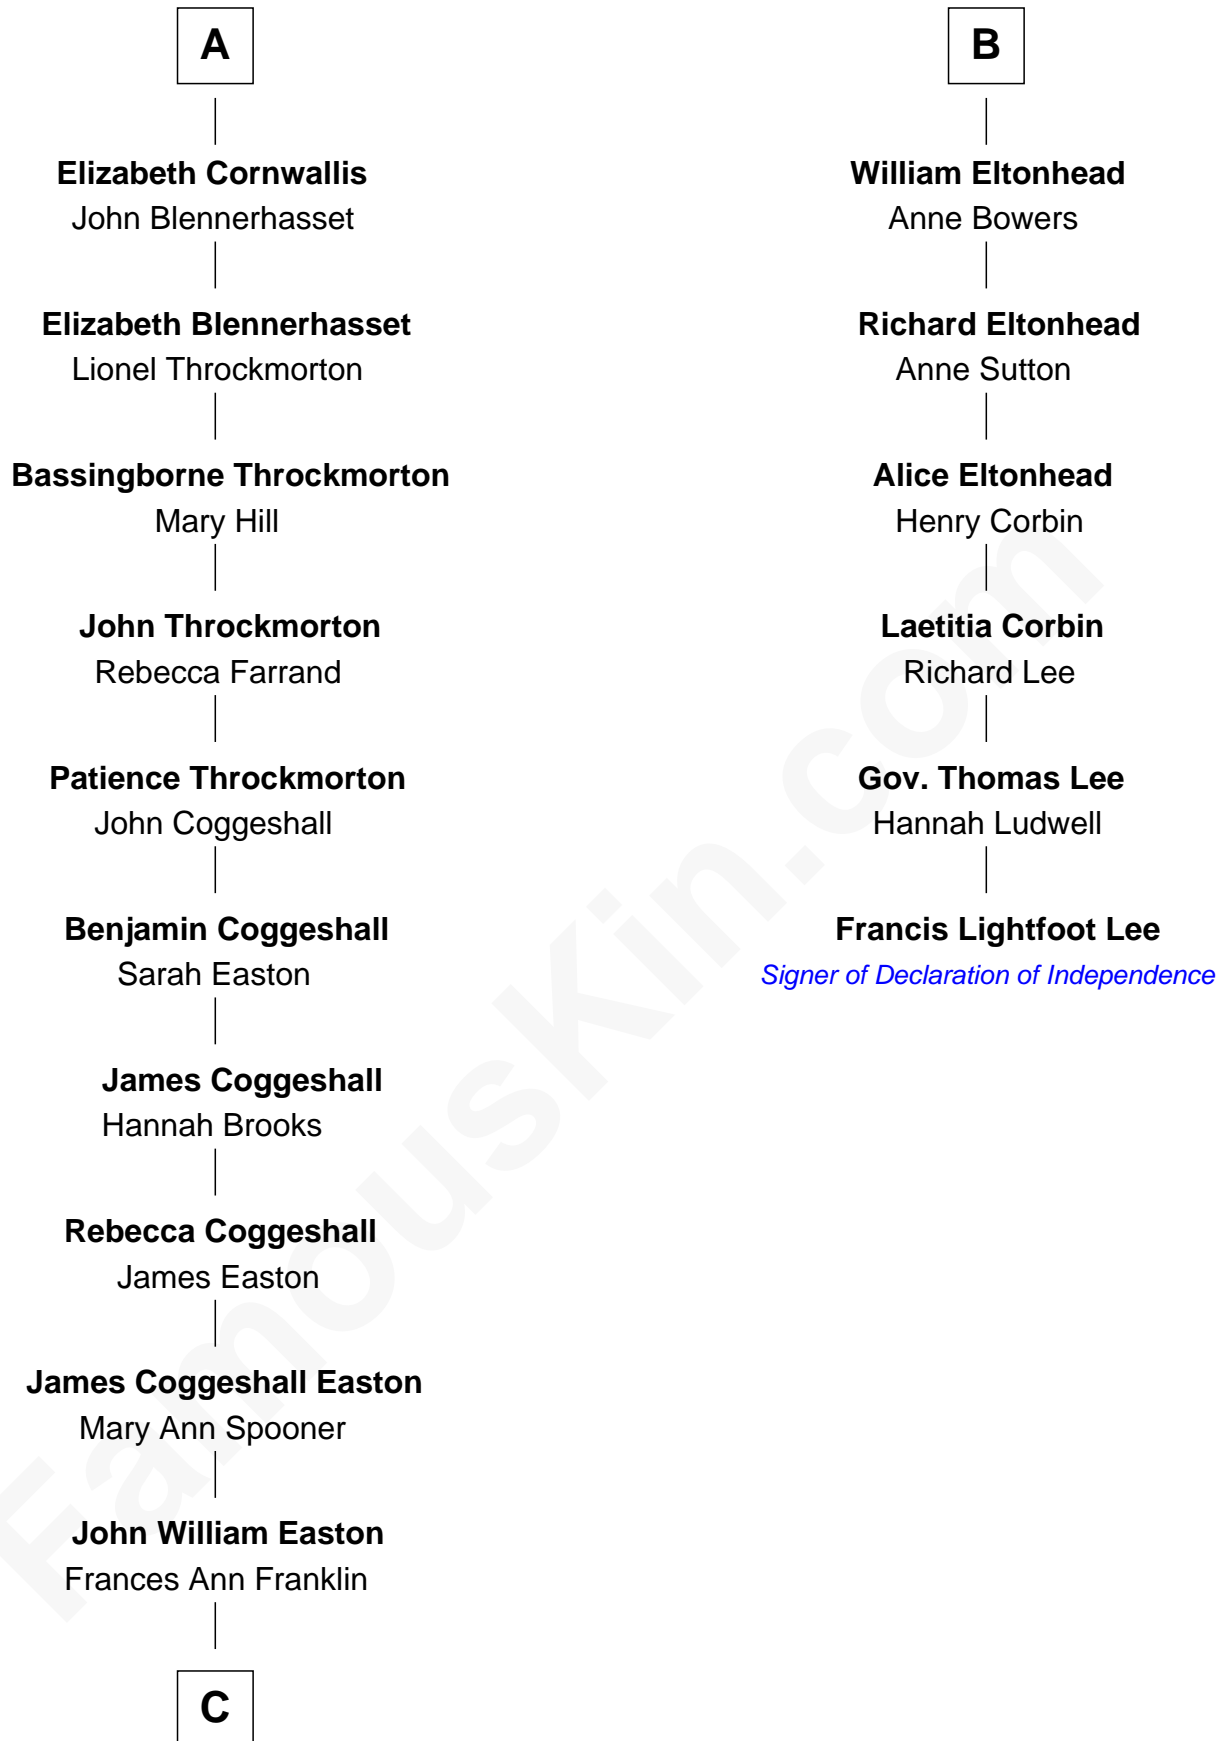 A
Elizabeth Cornwallis
John Blennerhasset
Elizabeth Blennerhasset
Lionel Throckmorton
Bassingborne Throckmorton
Mary Hill
John Throckmorton
Rebecca Farrand
Patience Throckmorton
John Coggeshall
Benjamin Coggeshall
Sarah Easton
James Coggeshall
Hannah Brooks
Rebecca Coggeshall
James Easton
James Coggeshall Easton
Mary Ann Spooner
John William Easton
Frances Ann Franklin
C
B
William Eltonhead
Anne Bowers
Richard Eltonhead
Anne Sutton
Alice Eltonhead
Henry Corbin
Laetitia Corbin
Richard Lee
Gov. Thomas Lee
Hannah Ludwell
Francis Lightfoot Lee
Signer of Declaration of Independence
FamousKin.com